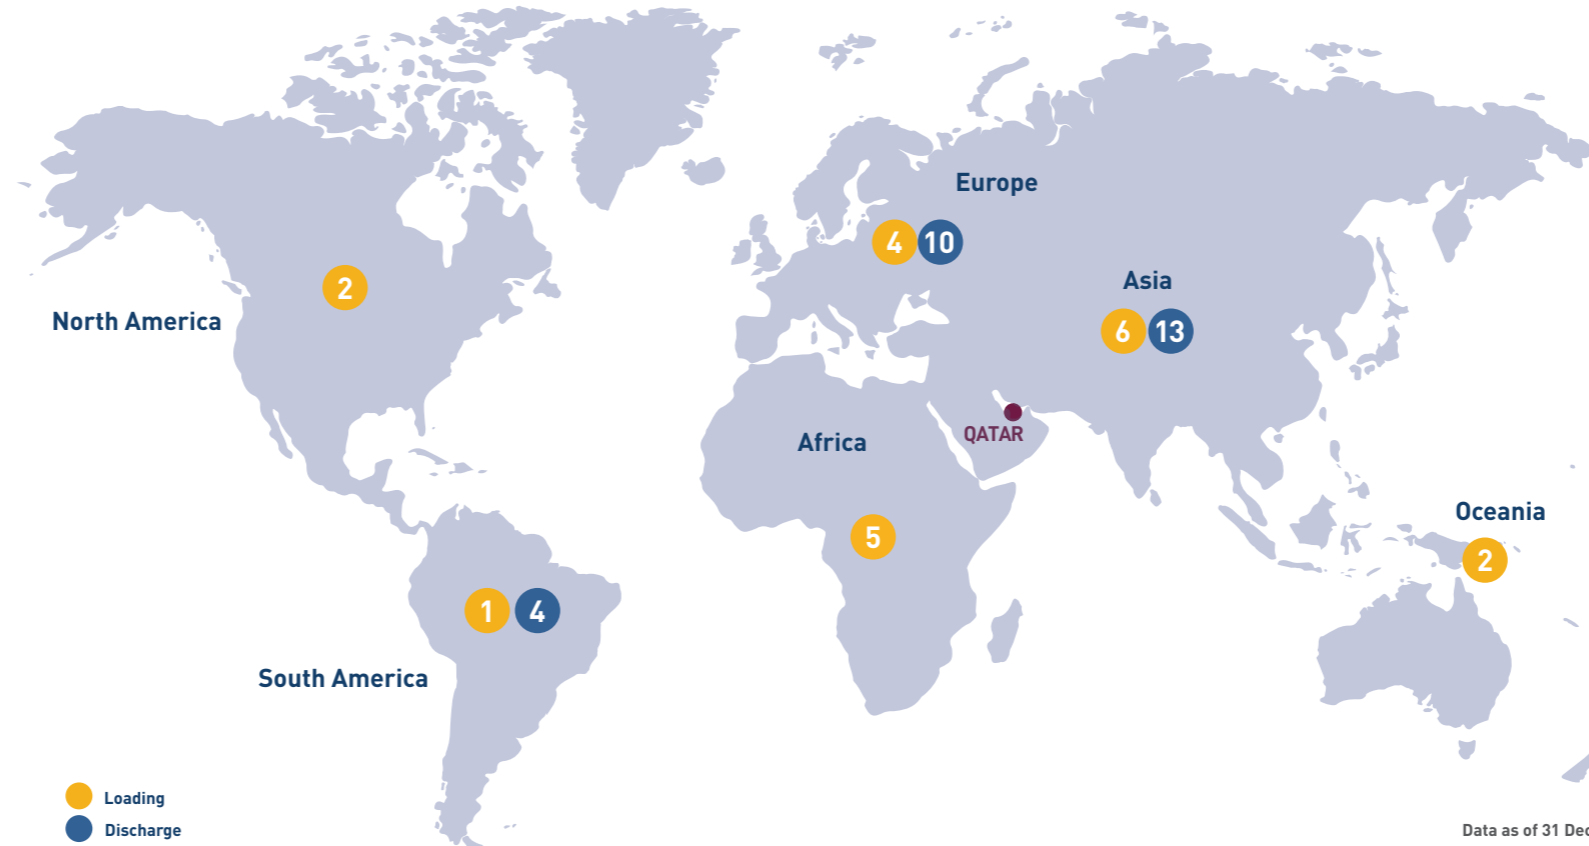 Europe
4 10
Asia
2
North America
6 13
QATAR
Africa
Oceania
5
2
1 4
South America
Loading
Discharge
Data as of 31 Dec